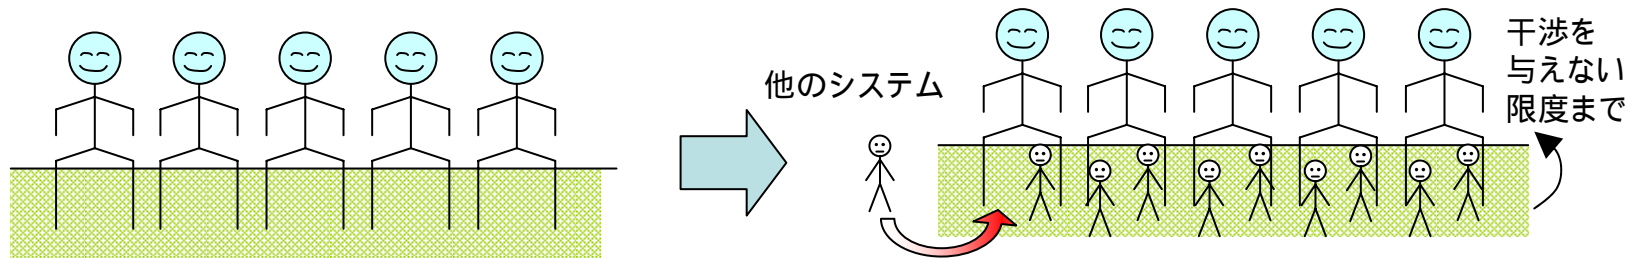 他のシステム
干渉を
与えない
限度まで